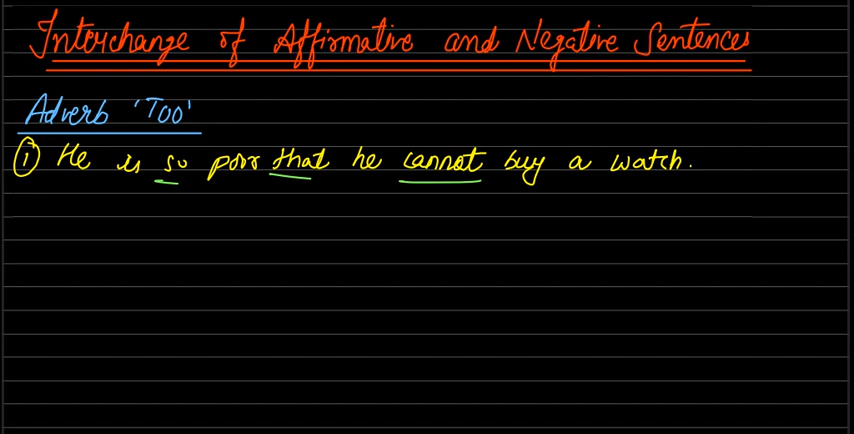 Interchange of Affirmative and Negative Sentences
Adverb 'Too'
① He is so poor that he cannot buy a watch.